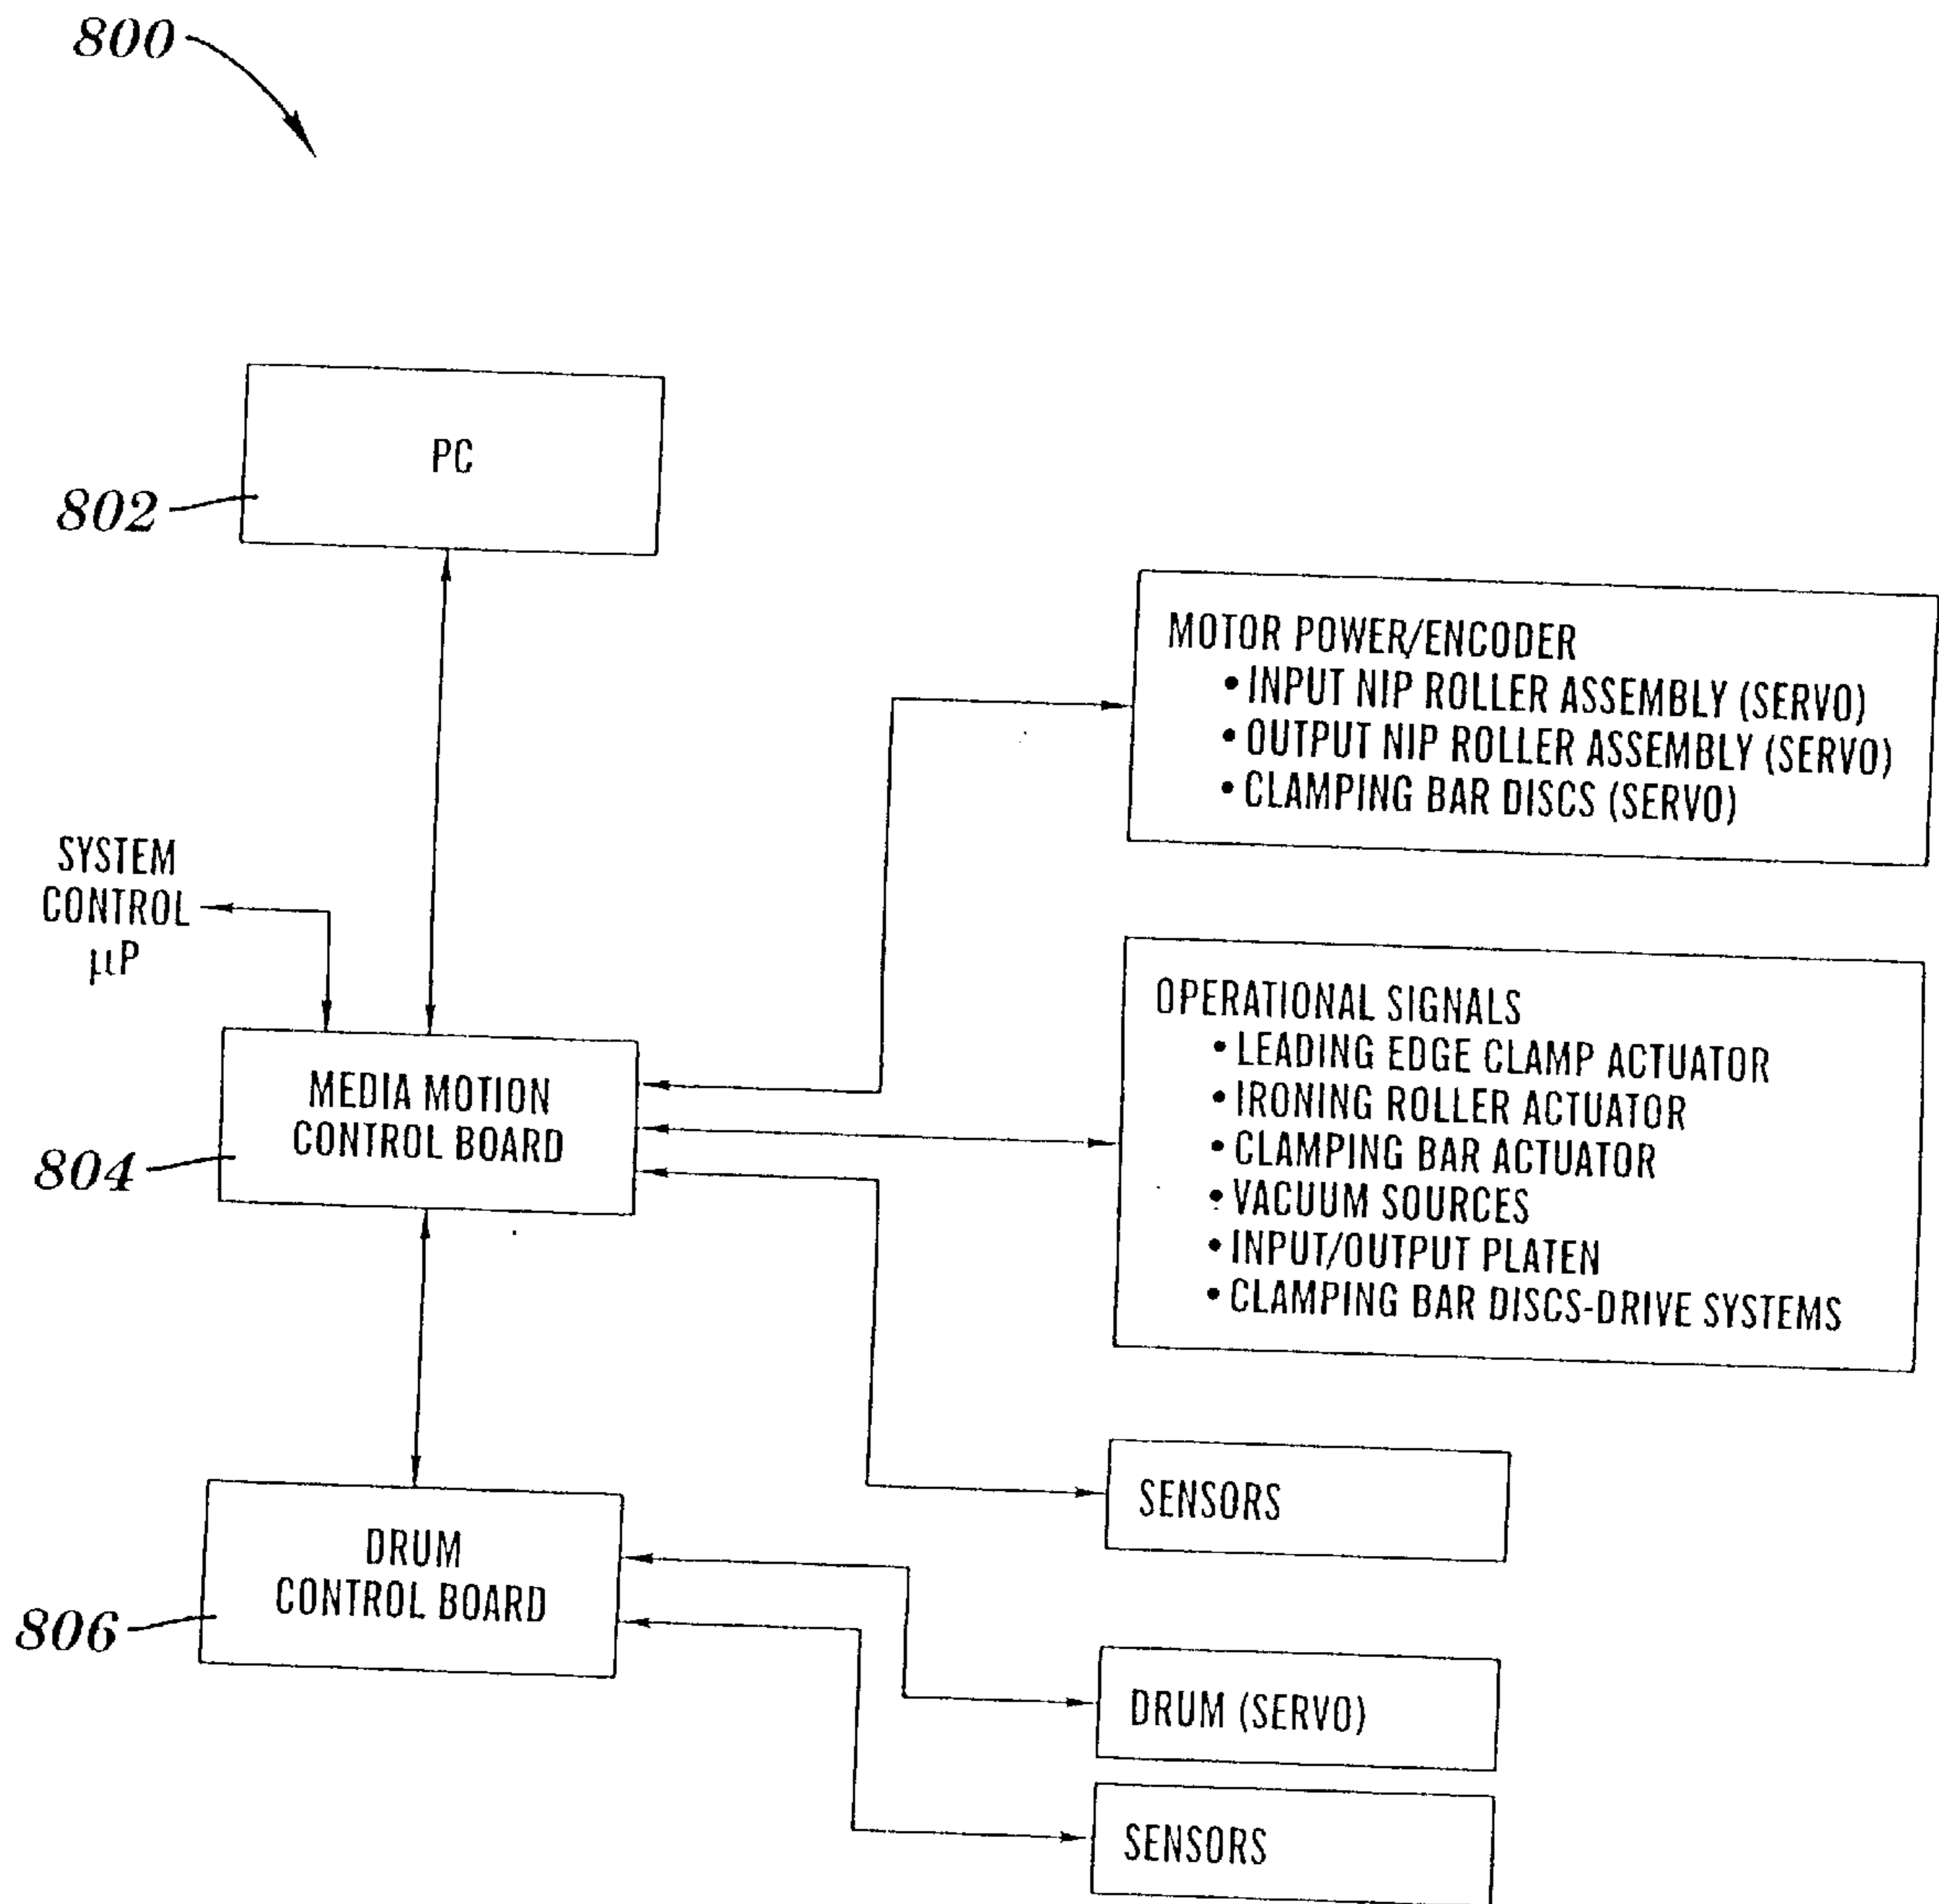 800
PC
802
MOTOR POWER/ENCODER
• INPUT NIP ROLLER ASSEMBLY (SERVO)
• OUTPUT NIP ROLLER ASSEMBLY (SERVO)
• CLAMPING BAR DISCS (SERVO)
SYSTEM
CONTROL
µP
MEDIA MOTION
CONTROL BOARD
804
OPERATIONAL SIGNALS
• LEADING EDGE CLAMP ACTUATOR
• IRONING ROLLER ACTUATOR
• CLAMPING BAR ACTUATOR
• VACUUM SOURCES
• INPUT/OUTPUT PLATEN
• CLAMPING BAR DISCS-DRIVE SYSTEMS
SENSORS
DRUM
CONTROL BOARD
806
DRUM (SERVO)
SENSORS